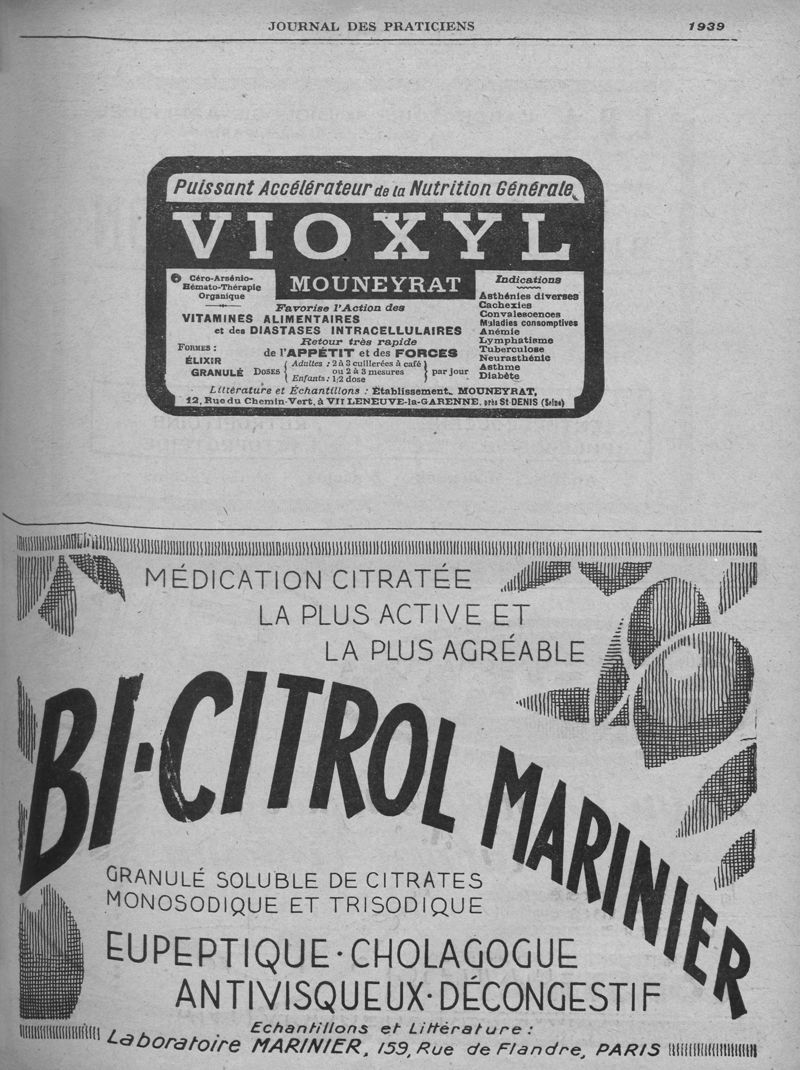 JOURNAL DES PRATICIENS 1939
Puissant Accélérateur de la Nutrition Générale
VIOXYL
MOUNEYRAT
Céro-Arsénio-
Hémato-Thérapie
Organique
Favorise l'Action des
VITAMINES ALIMENTAIRES
et des DIASTASES INTRACELLULAIRES
Retour très rapide
de l'APPÉTIT et des FORCES
FORMES :
ÉLIXIR
GRANULÉ
DOSES { Adultes : 2 à 3 cuillerées à café
ou 2 à 3 mesures
Enfants : 1/2 dose } par jour
Indications
Asthénies diverses
Cachexies
Convalescences
Maladies consomptives
Anémie
Lymphatisme
Tuberculose
Neurasthénie
Asthme
Diabète
Littérature et Échantillons : Établissement. MOUNEYRAT,
12, Rue du Chemin-Vert, à VILLENEUVE-la-GARENNE, près St-DENIS (Seine)
MÉDICATION CITRATÉE
LA PLUS ACTIVE ET
LA PLUS AGRÉABLE
BI-CITROL MARINIER
GRANULÉ SOLUBLE DE CITRATES
MONOSODIQUE ET TRISODIQUE
EUPEPTIQUE · CHOLAGOGUE
ANTIVISQUEUX · DÉCONGESTIF
Echantillons et Littérature :
Laboratoire MARINIER, 159, Rue de Flandre, PARIS